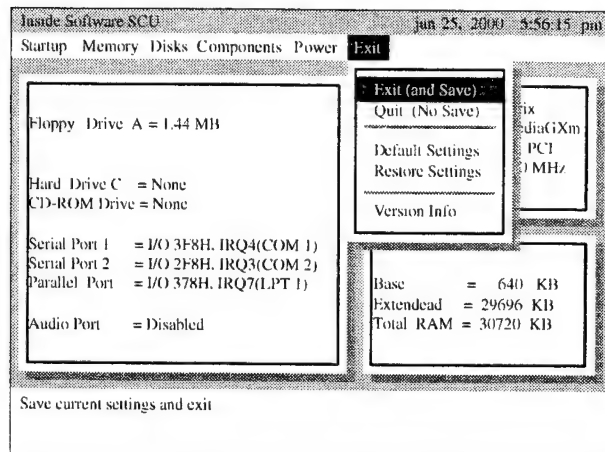 Inside Software SCU jan 25, 2000 5:56:15 pm
Startup Memory Disks Components Power Exit
Exit (and Save)
Quit (No Save)
Default Settings
Restore Settings
Version Info
Floppy Drive A = 1.44 MB
Hard Drive C = None
CD-ROM Drive = None
Serial Port 1 = I/O 3F8H, IRQ4(COM 1)
Serial Port 2 = I/O 2F8H, IRQ3(COM 2)
Parallel Port = I/O 378H, IRQ7(LPT 1)
Audio Port = Disabled
rix
diaGXm
PCI
MHz
Base = 640 KB
Extendead = 29696 KB
Total RAM = 30720 KB
Save current settings and exit